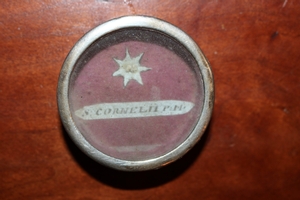 S. CORNELII P. M.